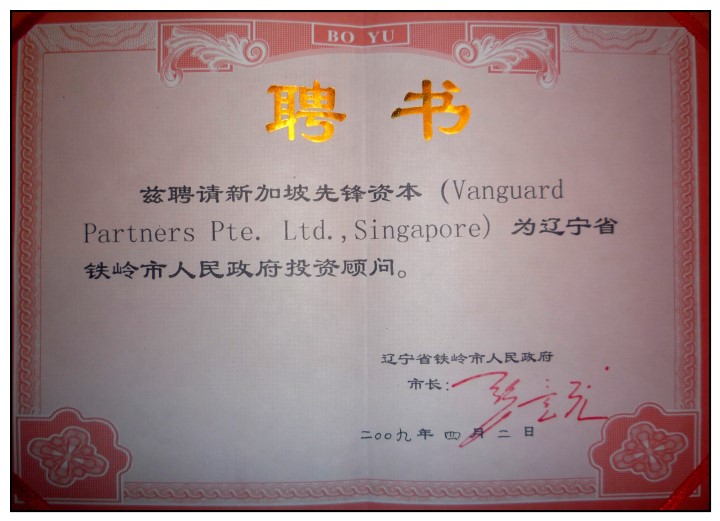 BO YU
聘书
兹聘请新加坡先锋资本 (Vanguard
Partners Pte. Ltd.,Singapore) 为辽宁省
铁岭市人民政府投资顾问。
辽宁省铁岭市人民政府
市长:
二〇〇九年 四月二日